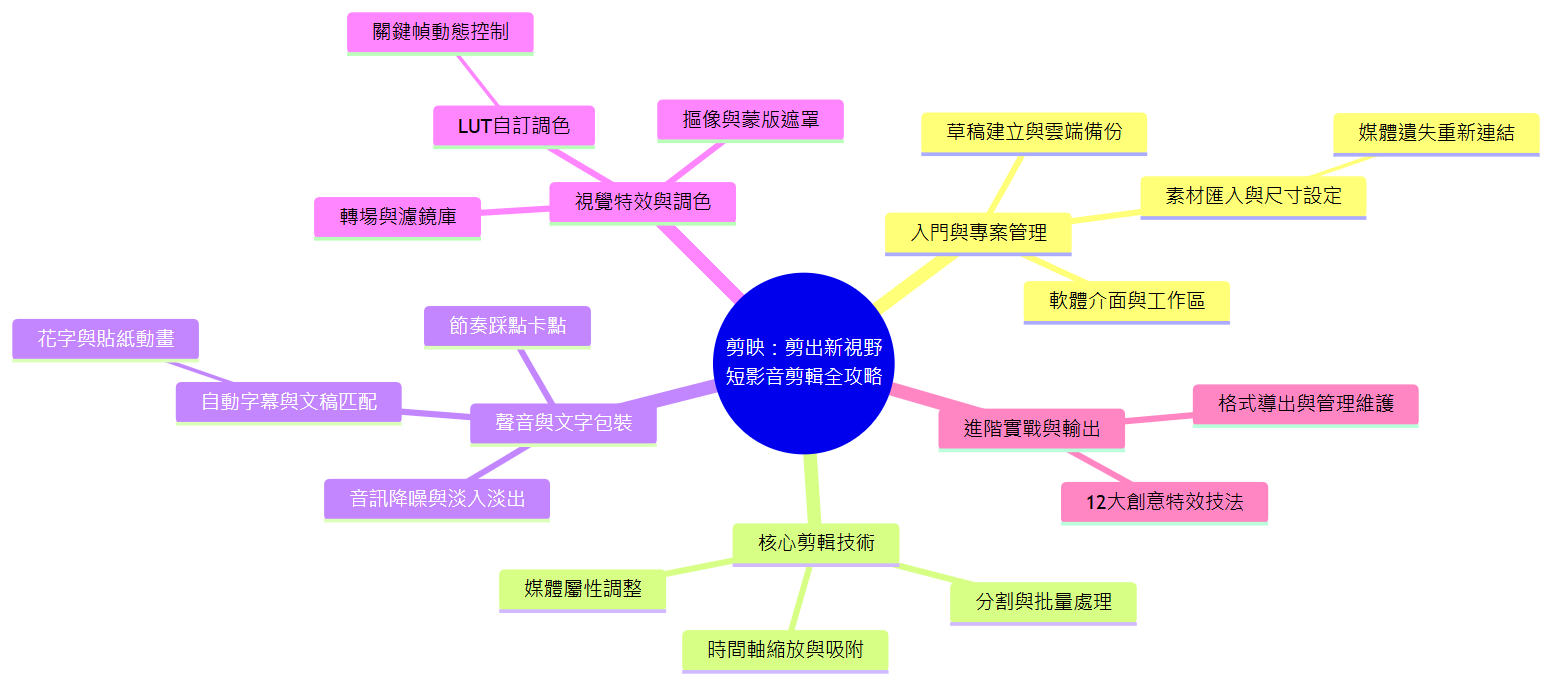 關鍵幀動態控制
LUT自訂調色
摳像與蒙版遮罩
視覺特效與調色
轉場與濾鏡庫
草稿建立與雲端備份
媒體遺失重新連結
素材匯入與尺寸設定
入門與專案管理
軟體介面與工作區
剪映：剪出新視野
短影音剪輯全攻略
節奏踩點卡點
花字與貼紙動畫
自動字幕與文稿匹配
聲音與文字包裝
音訊降噪與淡入淡出
格式導出與管理維護
進階實戰與輸出
12大創意特效技法
核心剪輯技術
媒體屬性調整
分割與批量處理
時間軸縮放與吸附